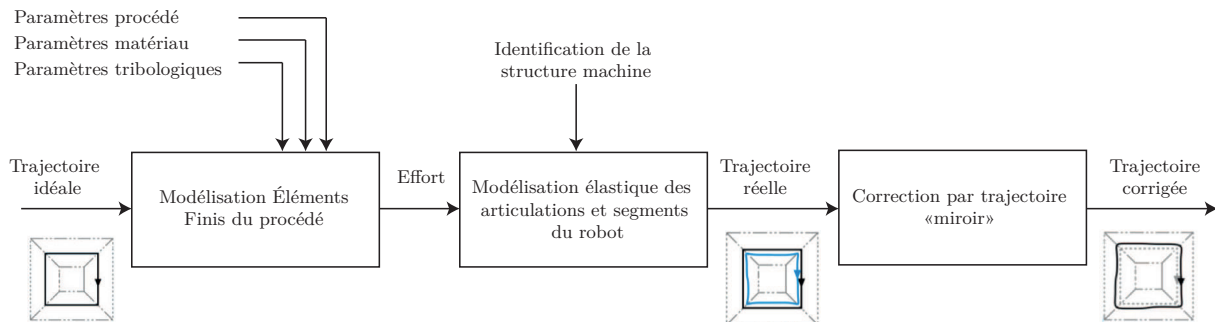 Paramètres procédé
Paramètres matériau
Paramètres tribologiques
Identification de la
structure machine
Trajectoire
idéale
Modélisation Éléments
Finis du procédé
Effort
Modélisation élastique des
articulations et segments
du robot
Trajectoire
réelle
Correction par trajectoire
«miroir»
Trajectoire
corrigée